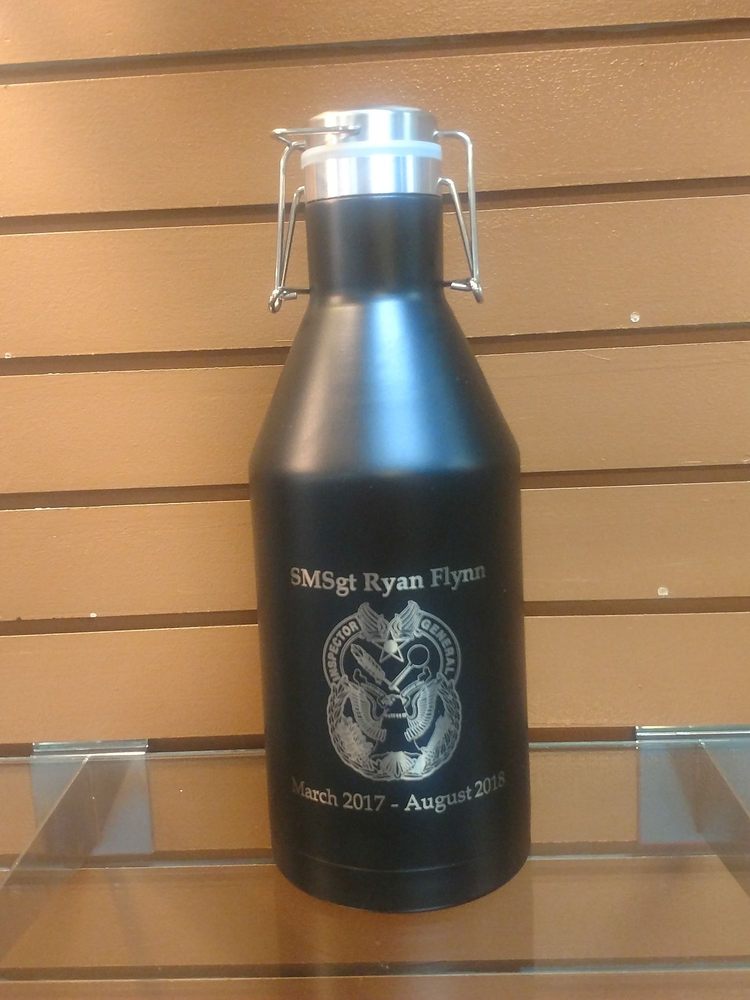 SMSgt Ryan Flynn
INSPECTOR GENERAL
March 2017 - August 2018